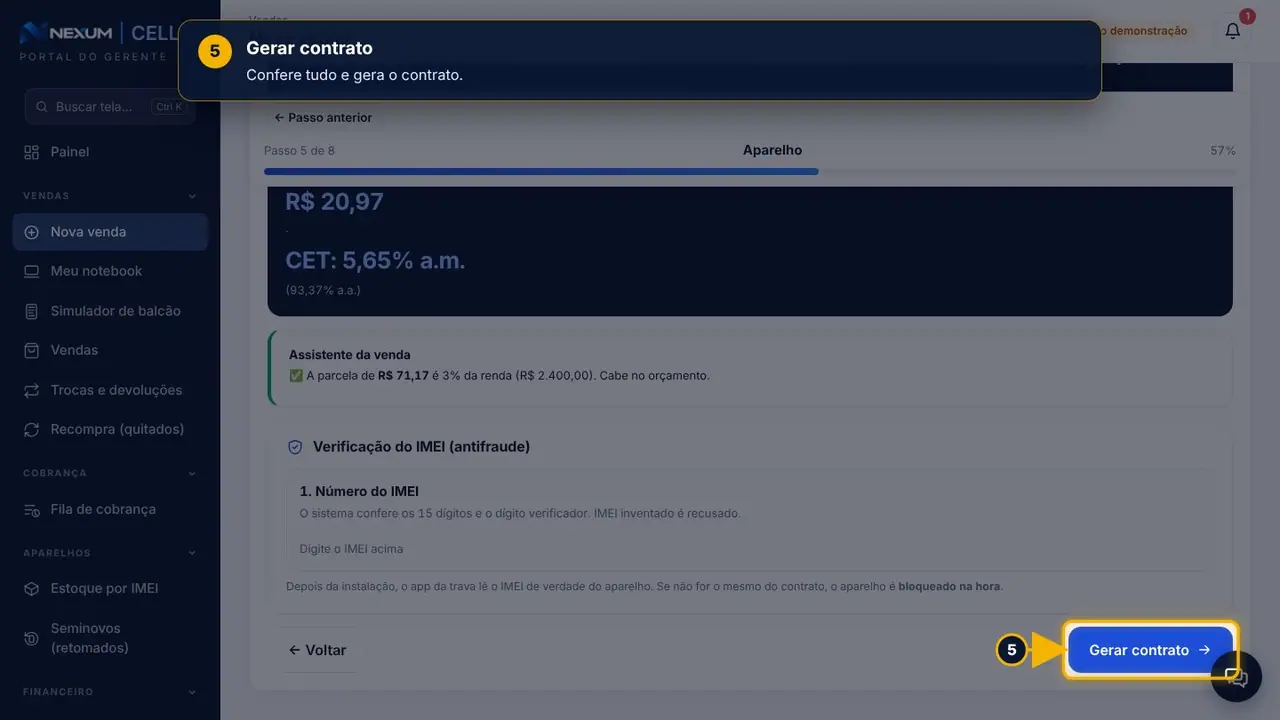 NEXUM | CELL
PORTAL DO GERENTE
Buscar tela... Ctrl K
Painel
VENDAS
Nova venda
Meu notebook
Simulador de balcão
Vendas
Trocas e devoluções
Recompra (quitados)
COBRANÇA
Fila de cobrança
APARELHOS
Estoque por IMEI
Seminovos
(retomados)
FINANCEIRO
Vendas
demonstração
1
5
Gerar contrato
Confere tudo e gera o contrato.
← Passo anterior
Passo 5 de 8
Aparelho
57%
R$ 20,97
.
CET: 5,65% a.m.
(93,37% a.a.)
Assistente da venda
✅ A parcela de R$ 71,17 é 3% da renda (R$ 2.400,00). Cabe no orçamento.
Verificação do IMEI (antifraude)
1. Número do IMEI
O sistema confere os 15 dígitos e o dígito verificador. IMEI inventado é recusado.
Digite o IMEI acima
Depois da instalação, o app da trava lê o IMEI de verdade do aparelho. Se não for o mesmo do contrato, o aparelho é bloqueado na hora.
← Voltar
5
Gerar contrato →